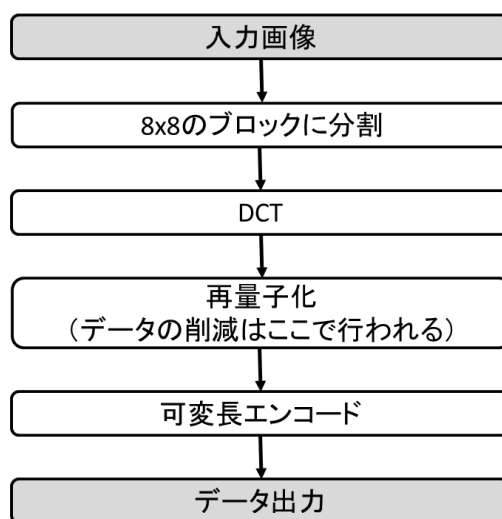 入力画像
8x8のブロックに分割
DCT
再量子化
（データの削減はここで行われる）
可変長エンコード
データ出力